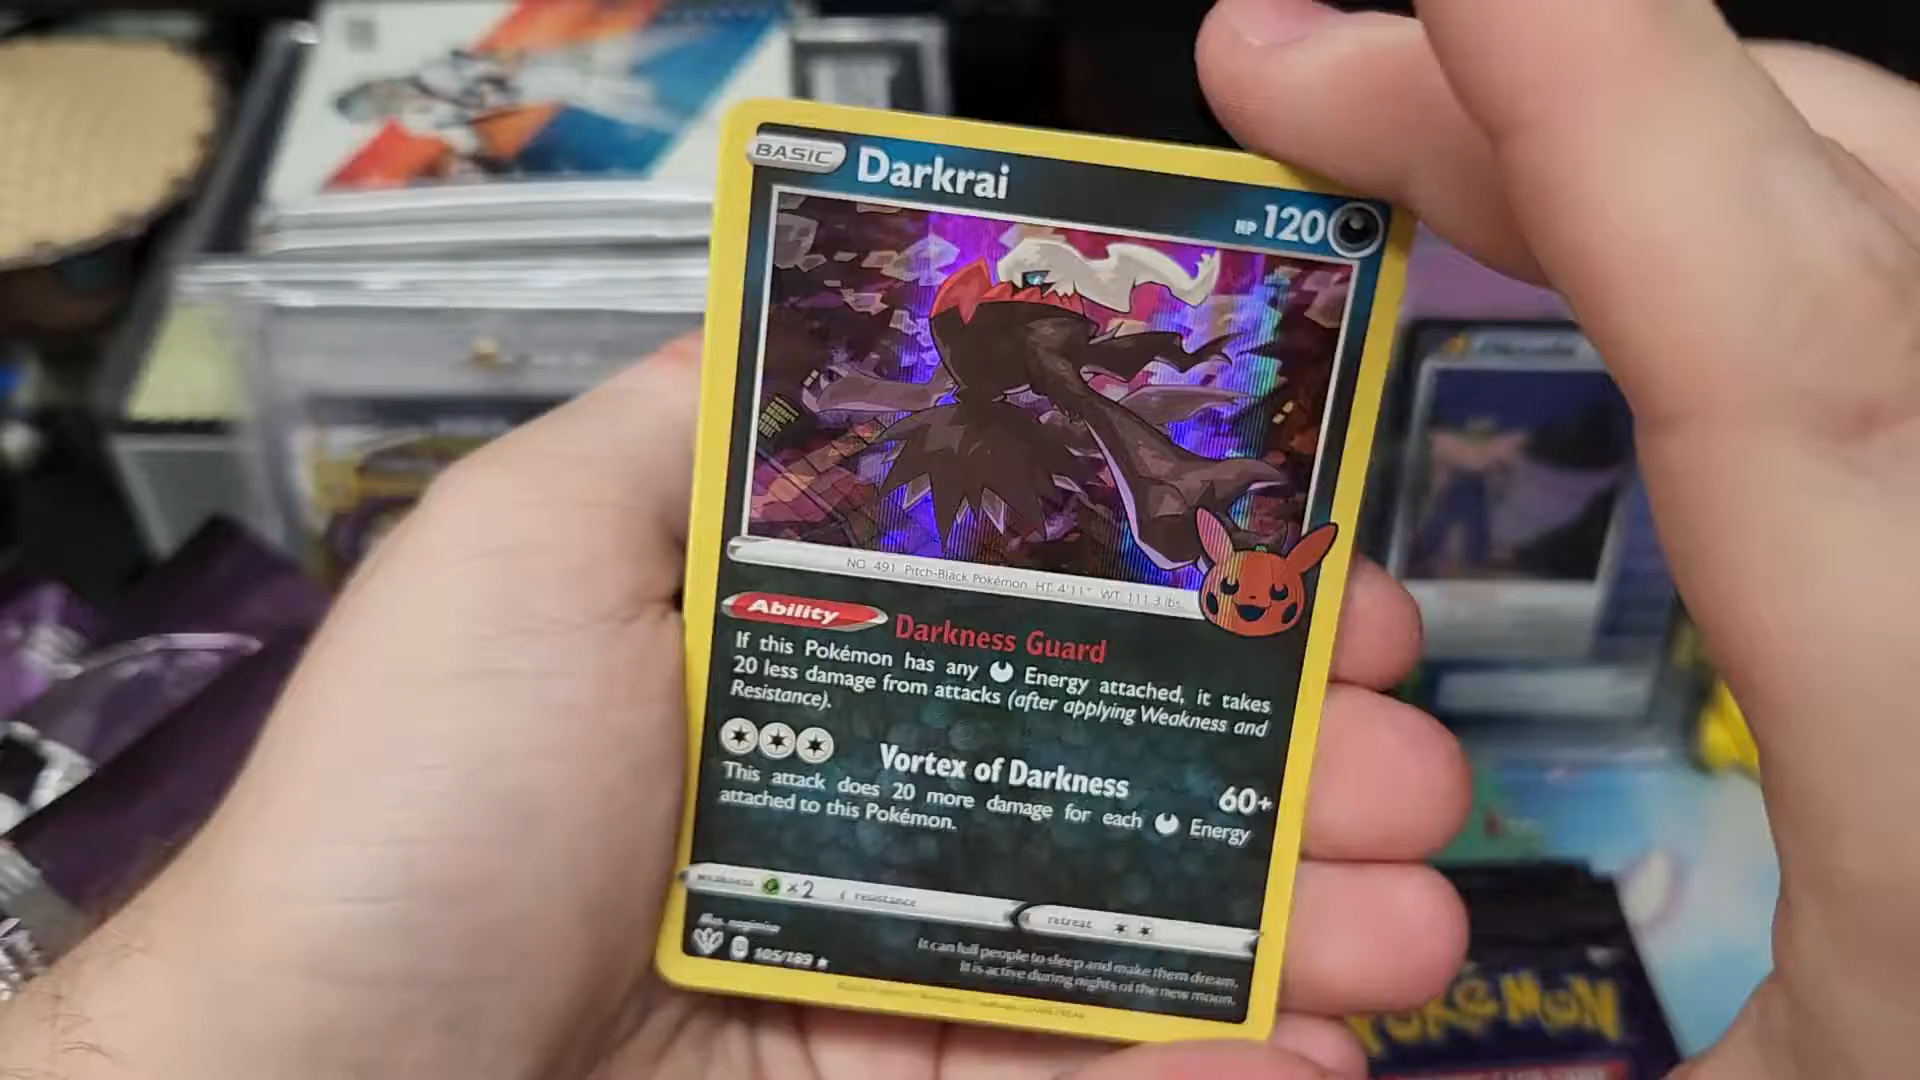 BASIC Darkrai
HP 120
NO. 491 Pitch-Black Pokémon HT: 4'11" WT: 111.3 lbs.
Ability Darkness Guard
If this Pokémon has any Energy attached, it takes
20 less damage from attacks (after applying Weakness and
Resistance).
Vortex of Darkness 60+
This attack does 20 more damage for each Energy
attached to this Pokémon.
weakness ×2 resistance retreat
Illus.
D 105/189
It can lull people to sleep and make them dream.
It is active during nights of the new moon.
POKÉMON